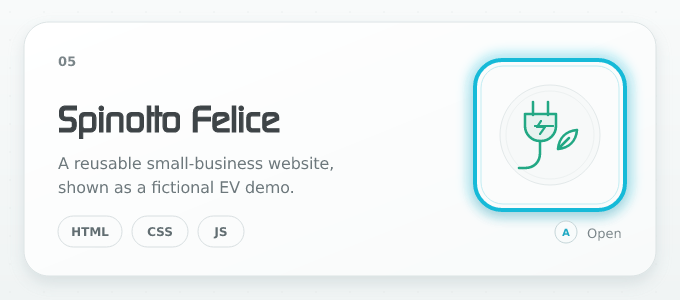 05
Spinotto Felice
A reusable small-business website,
shown as a fictional EV demo.
HTML CSS JS
A Open